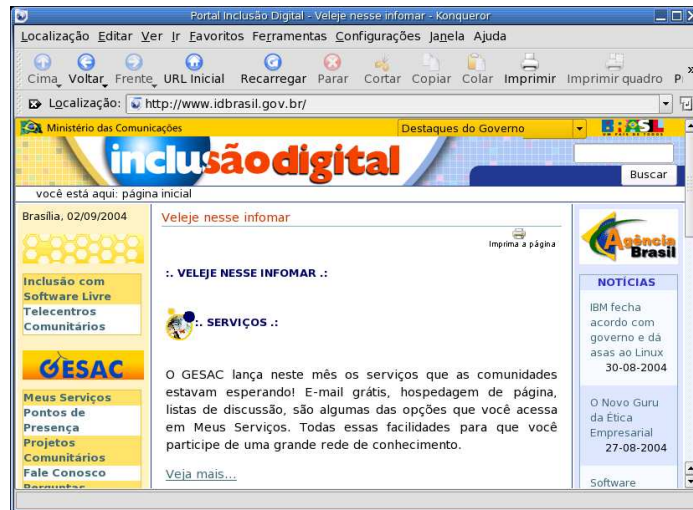 Portal Inclusão Digital - Veleje nesse infomar - Konqueror
Localização Editar Ver Ir Favoritos Ferramentas Configurações Janela Ajuda
Cima Voltar Frente URL Inicial Recarregar Parar Cortar Copiar Colar Imprimir Imprimir quadro
Localização: http://www.idbrasil.gov.br/
Ministério das Comunicações
Destaques do Governo
BRASIL
inclusãodigital
Buscar
você está aqui: página inicial
Brasília, 02/09/2004
Inclusão com
Software Livre
Telecentros
Comunitários
GESAC
Meus Serviços
Pontos de
Presença
Projetos
Comunitários
Fale Conosco
Perguntas
Veleje nesse infomar
Imprima a página
:. VELEJE NESSE INFOMAR .:
:. SERVIÇOS .:
O GESAC lança neste mês os serviços que as comunidades
estavam esperando! E-mail grátis, hospedagem de página,
listas de discussão, são algumas das opções que você acessa
em Meus Serviços. Todas essas facilidades para que você
participe de uma grande rede de conhecimento.
Veja mais...
Agência
Brasil
NOTÍCIAS
IBM fecha
acordo com
governo e dá
asas ao Linux
30-08-2004
O Novo Guru
da Ética
Empresarial
27-08-2004
Software